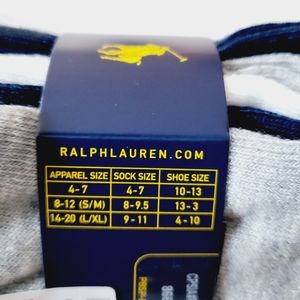 RALPHLAUREN.COM
APPAREL SIZE SOCK SIZE SHOE SIZE
4-7 4-7 10-13
8-12 (S/M) 8-9.5 13-3
14-20 (L/XL) 9-11 4-10